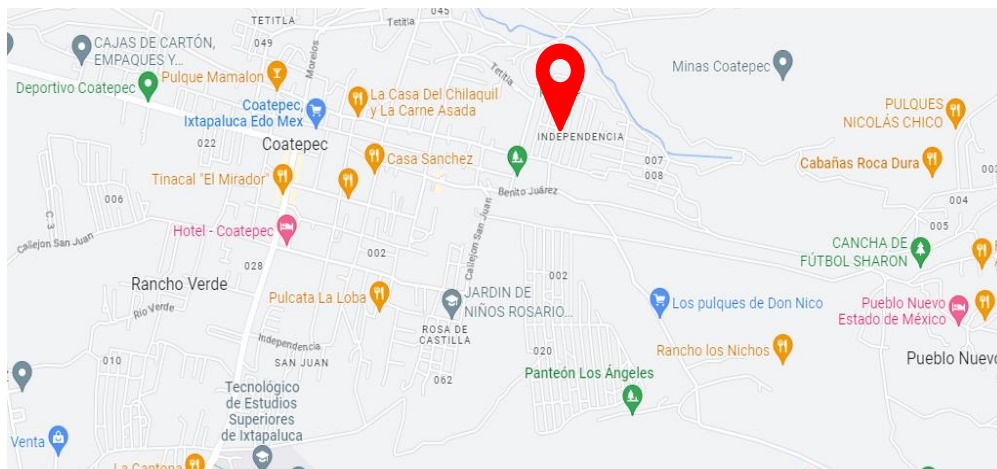 045
TETITLA
Tetitla
049
Morelos
CAJAS DE CARTÓN,
EMPAQUES Y...
Deportivo Coatepec
Pulque Mamalon
Tetitla
Minas Coatepec
La Casa Del Chilaquil
y La Carne Asada
Coatepec,
Ixtapaluca Edo Mex
PULQUES
NICOLÁS CHICO
INDEPENDENCIA
022
Coatepec
Casa Sanchez
007
008
Cabañas Roca Dura
003
Tinacal "El Mirador"
Benito Juárez
006
004
C. 3
Callejon San Juan
Hotel - Coatepec
Callejon San Juan
005
CANCHA DE
FÚTBOL SHARON
002
028
002
Rancho Verde
Pulcata La Loba
JARDIN DE
NIÑOS ROSARIO...
Los pulques de Don Nico
Pueblo Nuevo
Estado de México
Rio Verde
ROSA DE
CASTILLA
Independencia
SAN JUAN
010
020
Rancho los Nichos
Pueblo Nuevo
062
Panteón Los Ángeles
Tecnológico
de Estudios
Superiores
de Ixtapaluca
Venta
La Cantona